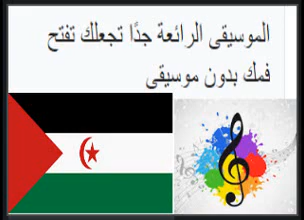 الموسيقى الرائعة جدًا تجعلك تفتح
فمك بدون موسيقى